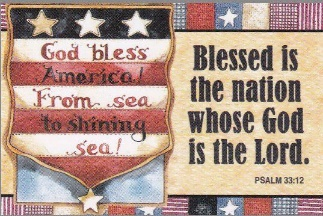 God bless
America!
From sea
to shining
sea!
Blessed is
the nation
whose God
is the Lord.
PSALM 33:12